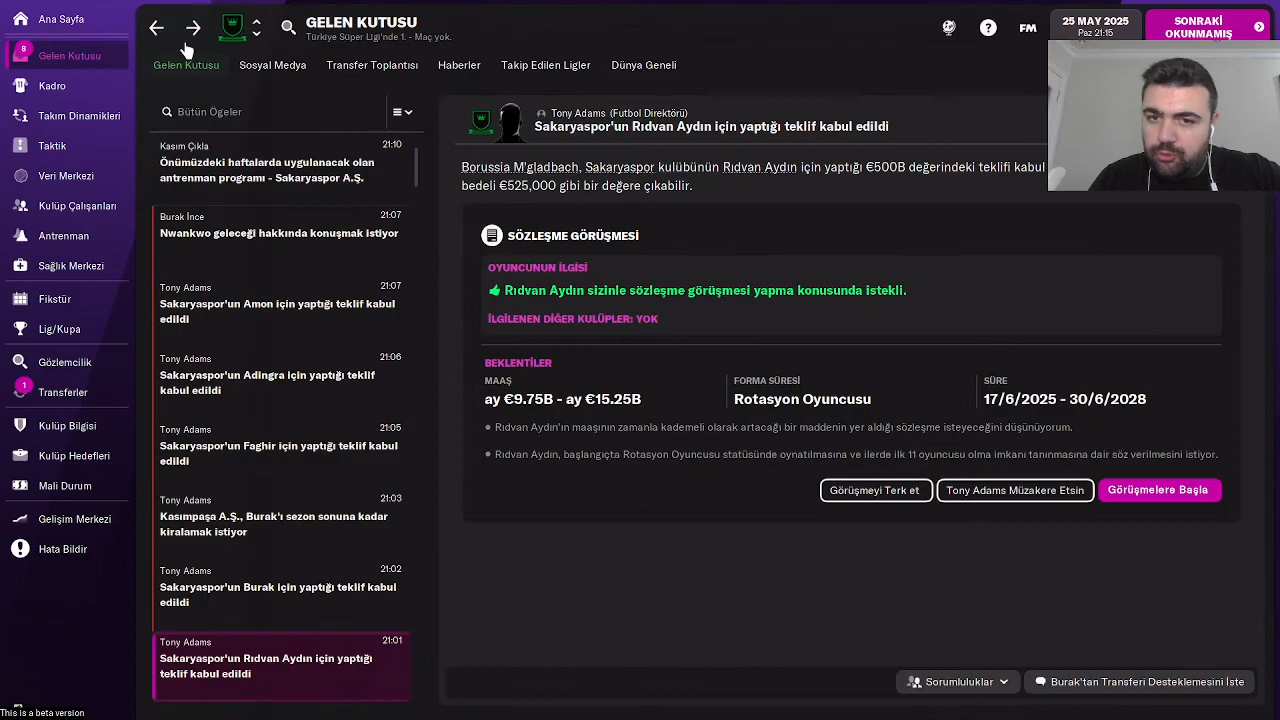 Ana Sayfa
8
Gelen Kutusu
Kadro
Takım Dinamikleri
Taktik
Veri Merkezi
Kulüp Çalışanları
Antrenman
Sağlık Merkezi
Fikstür
Lig/Kupa
Gözlemcilik
1
Transferler
Kulüp Bilgisi
Kulüp Hedefleri
Mali Durum
Gelişim Merkezi
Hata Bildir
This is a beta version
GELEN KUTUSU
Türkiye Süper Ligi'nde 1. - Maç yok.
FM
25 MAY 2025
Paz 21:15
SONRAKİ
OKUNMAMIŞ
Gelen Kutusu
Sosyal Medya
Transfer Toplantısı
Haberler
Takip Edilen Ligler
Dünya Geneli
Bütün Ögeler
Kasım Çıkla 21:10
Önümüzdeki haftalarda uygulanacak olan
antrenman programı - Sakaryaspor A.Ş.
Burak İnce 21:07
Nwankwo geleceği hakkında konuşmak istiyor
Tony Adams 21:07
Sakaryaspor'un Amon için yaptığı teklif kabul
edildi
Tony Adams 21:06
Sakaryaspor'un Adingra için yaptığı teklif
kabul edildi
Tony Adams 21:05
Sakaryaspor'un Faghir için yaptığı teklif kabul
edildi
Tony Adams 21:03
Kasımpaşa A.Ş., Burak'ı sezon sonuna kadar
kiralamak istiyor
Tony Adams 21:02
Sakaryaspor'un Burak için yaptığı teklif kabul
edildi
Tony Adams 21:01
Sakaryaspor'un Rıdvan Aydın için yaptığı
teklif kabul edildi
Tony Adams (Futbol Direktörü)
Sakaryaspor'un Rıdvan Aydın için yaptığı teklif kabul edildi
Borussia M'gladbach, Sakaryaspor kulübünün Rıdvan Aydın için yaptığı €500B değerindeki teklifi kabul
bedeli €525,000 gibi bir değere çıkabilir.
SÖZLEŞME GÖRÜŞMESİ
OYUNCUNUN İLGİSİ
Rıdvan Aydın sizinle sözleşme görüşmesi yapma konusunda istekli.
İLGİLENEN DİĞER KULÜPLER: YOK
BEKLENTİLER
MAAŞ
ay €9.75B - ay €15.25B
FORMA SÜRESİ
Rotasyon Oyuncusu
SÜRE
17/6/2025 - 30/6/2028
Rıdvan Aydın'ın maaşının zamanla kademeli olarak artacağı bir maddenin yer aldığı sözleşme isteyeceğini düşünüyorum.
Rıdvan Aydın, başlangıçta Rotasyon Oyuncusu statüsünde oynatılmasına ve ilerde ilk 11 oyuncusu olma imkanı tanınmasına dair söz verilmesini istiyor.
Görüşmeyi Terk et
Tony Adams Müzakere Etsin
Görüşmelere Başla
Sorumluluklar
Burak'tan Transferi Desteklemesini İste